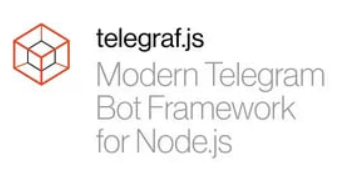 telegraf.js
Modern Telegram
Bot Framework
for Node.js